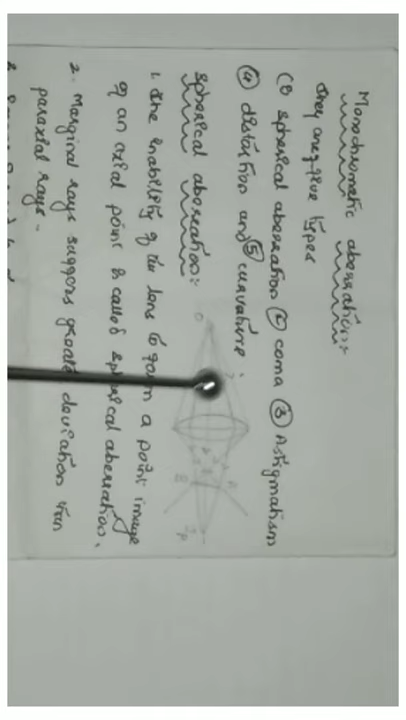 Monochromatic aberrations:
They are five types
(1) spherical aberration (2) coma (3) Astigmatism
(4) distortion and (5) curvature.
spherical aberration:
1. The inability of the lens to form a point image
of an axial point is called spherical aberration.
2. Marginal rays suffers greater deviation than
paraxial rays.